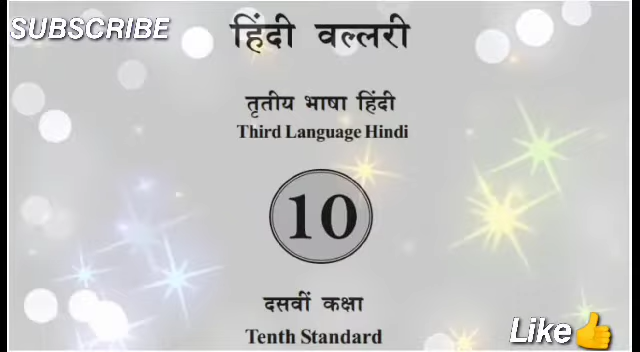 SUBSCRIBE
हिंदी वल्लरी
तृतीय भाषा हिंदी
Third Language Hindi
10
दसवीं कक्षा
Tenth Standard
Like👍